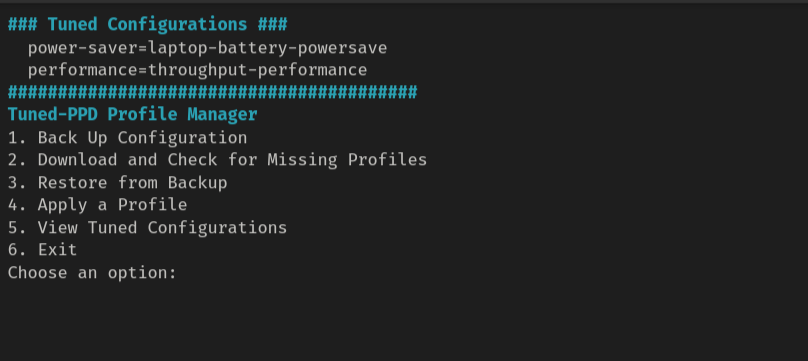 ### Tuned Configurations ###
power-saver=laptop-battery-powersave
performance=throughput-performance
#########################################
Tuned-PPD Profile Manager
1. Back Up Configuration
2. Download and Check for Missing Profiles
3. Restore from Backup
4. Apply a Profile
5. View Tuned Configurations
6. Exit
Choose an option: